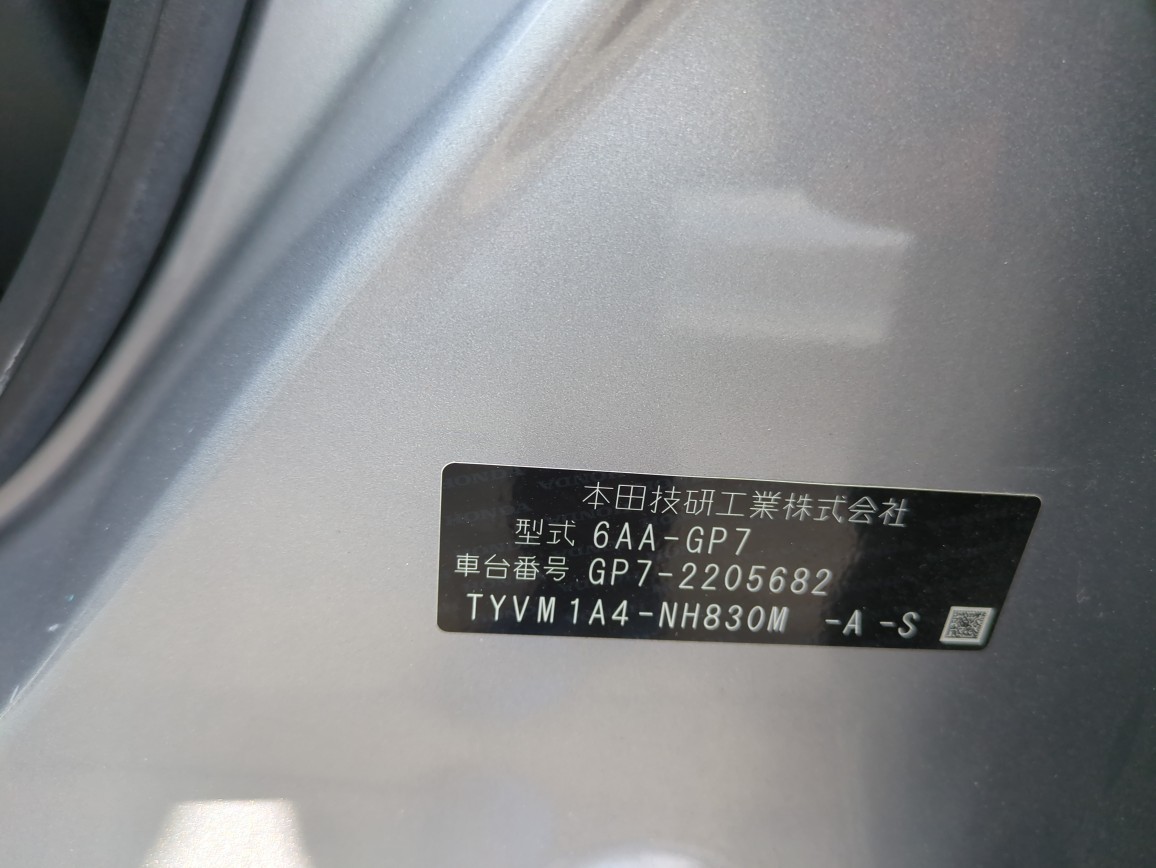 本田技研工業株式会社
型式 6AA-GP7
車台番号 GP7-2205682
TYVM1A4-NH830M -A -S